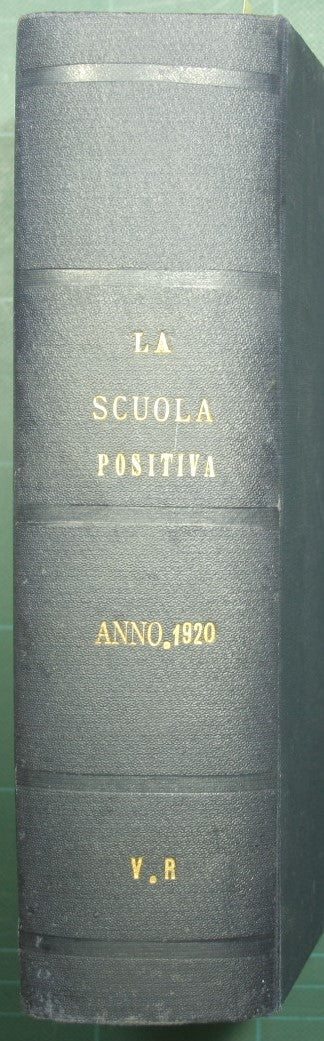 LA
SCUOLA
POSITIVA
ANNO.1920
V.R